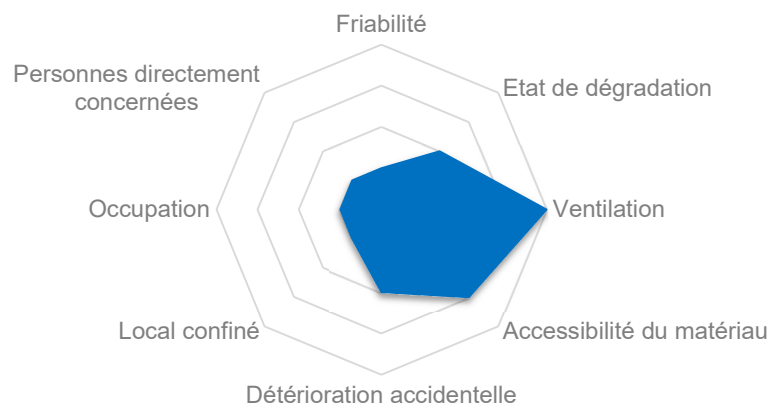 Friabilité
Personnes directement
concernées
Etat de dégradation
Occupation
Ventilation
Local confiné
Accessibilité du matériau
Détérioration accidentelle